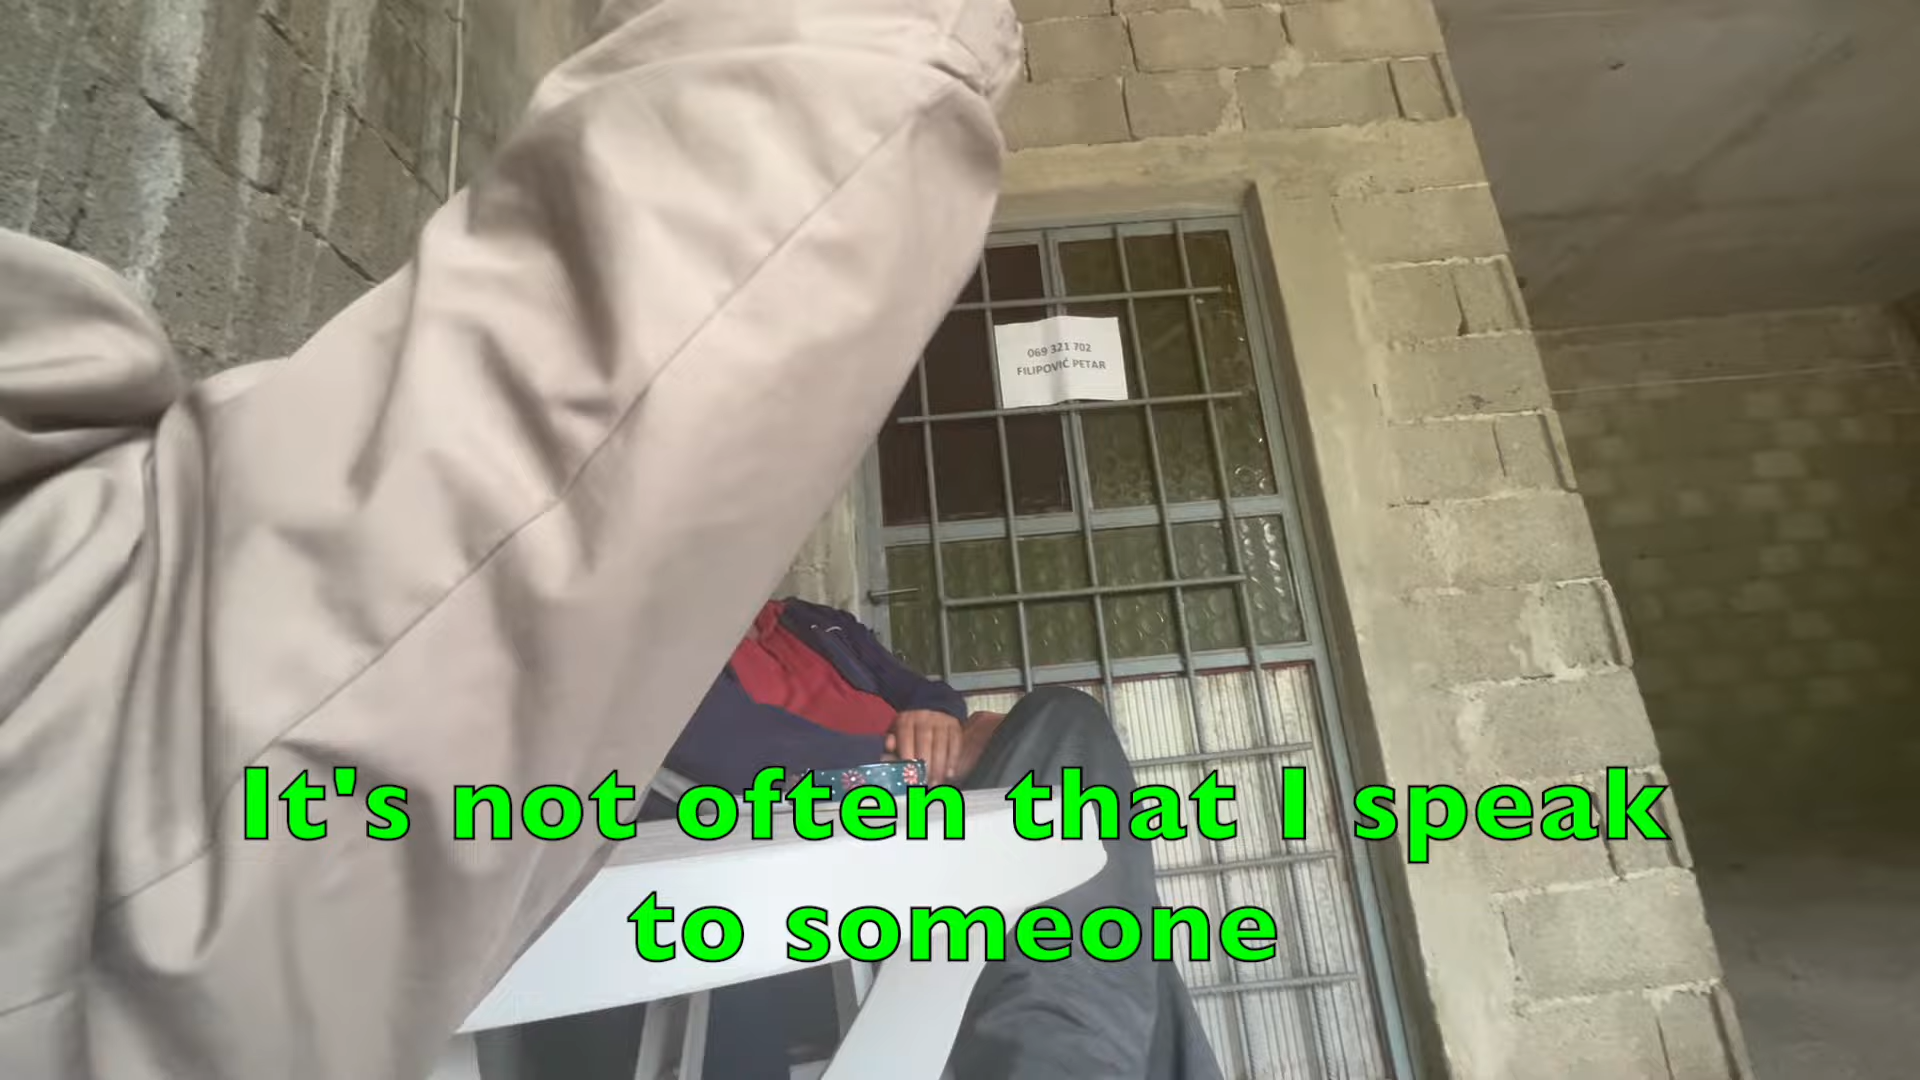 069 321 702
FILIPOVIĆ PETAR
It's not often that I speak
to someone